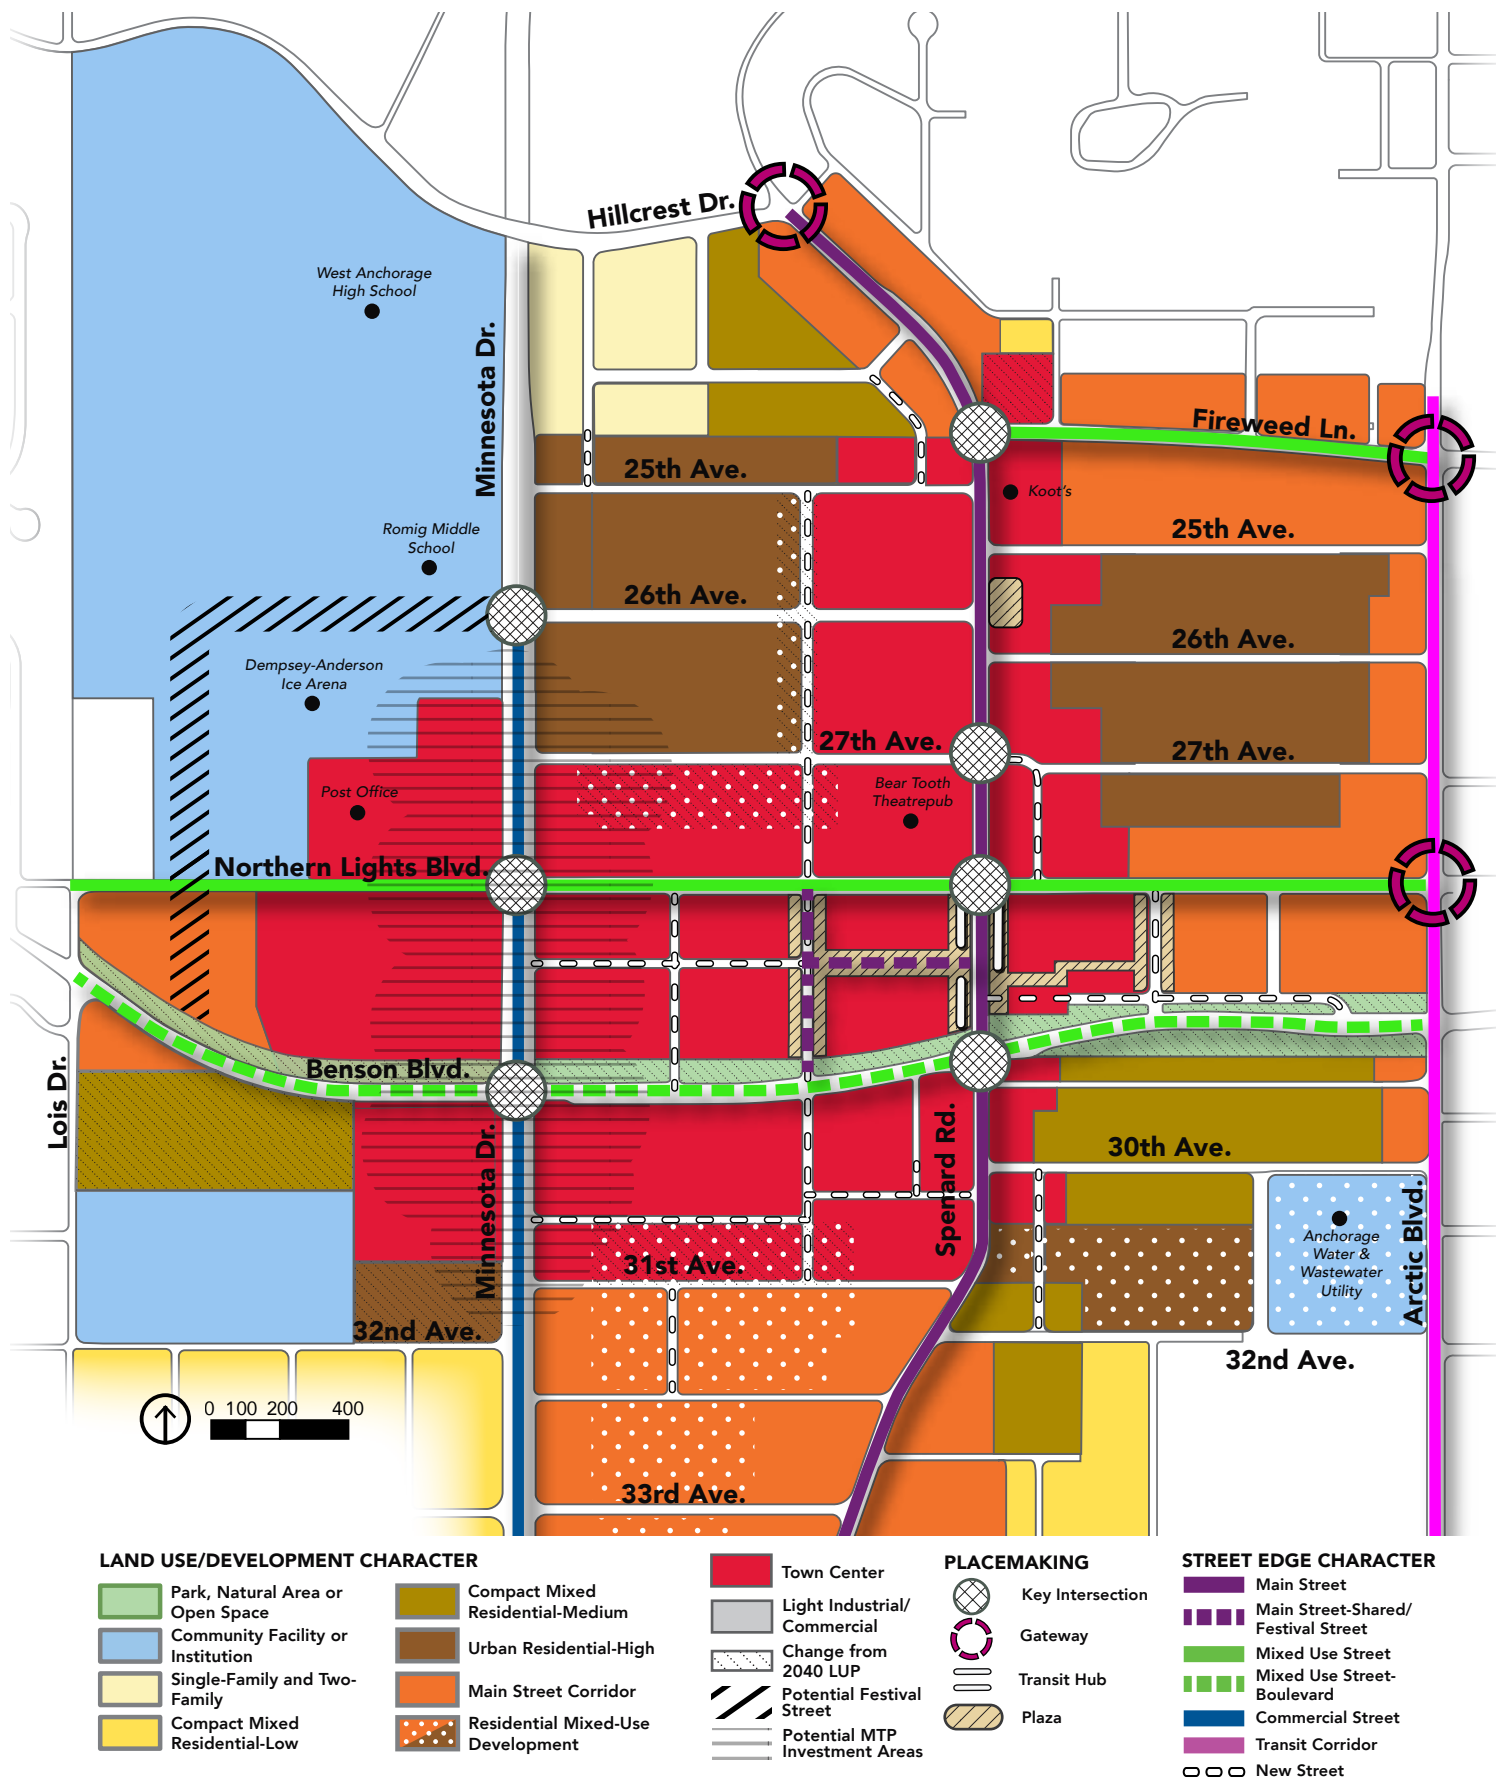 Hillcrest Dr.
West Anchorage
High School
Minnesota Dr.
Fireweed Ln.
25th Ave.
Koot's
Romig Middle
School
25th Ave.
26th Ave.
26th Ave.
Dempsey-Anderson
Ice Arena
27th Ave.
27th Ave.
Post Office
Bear Tooth
Theatrepub
Northern Lights Blvd.
Benson Blvd.
Lois Dr.
Minnesota Dr.
Spenard Rd.
30th Ave.
Arctic Blvd.
Anchorage
Water &
Wastewater
Utility
31st Ave.
32nd Ave.
32nd Ave.
0 100 200 400
33rd Ave.
LAND USE/DEVELOPMENT CHARACTER
Park, Natural Area or
Open Space
Community Facility or
Institution
Single-Family and Two-
Family
Compact Mixed
Residential-Low
Compact Mixed
Residential-Medium
Urban Residential-High
Main Street Corridor
Residential Mixed-Use
Development
Town Center
Light Industrial/
Commercial
Change from
2040 LUP
Potential Festival
Street
Potential MTP
Investment Areas
PLACEMAKING
Key Intersection
Gateway
Transit Hub
Plaza
STREET EDGE CHARACTER
Main Street
Main Street-Shared/
Festival Street
Mixed Use Street
Mixed Use Street-
Boulevard
Commercial Street
Transit Corridor
New Street